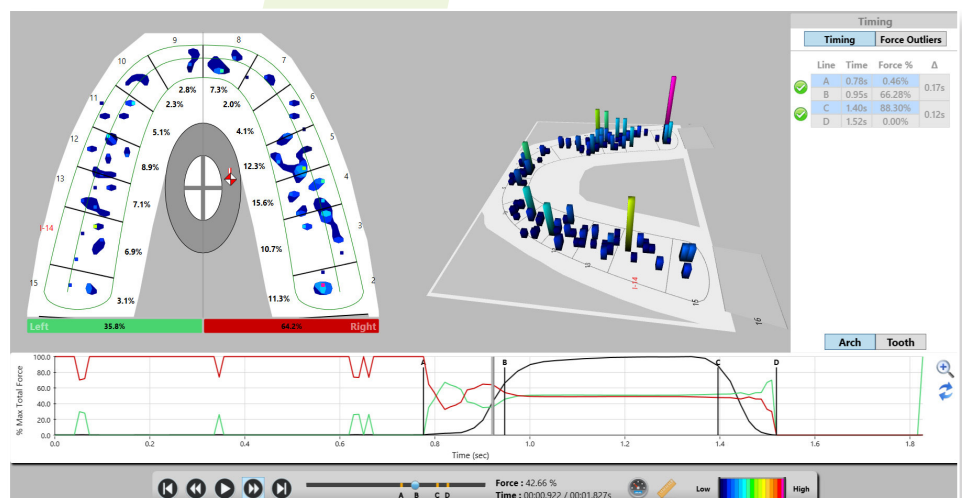 Timing
Timing Force Outliers
Line Time Force % Δ
A 0.78s 0.46% 0.17s
B 0.95s 66.28%
C 1.40s 88.30% 0.12s
D 1.52s 0.00%
9 8
10 7
11 6
12 5
13 4
I-14 3
15 2
2.8% 7.3%
2.3% 2.0%
5.1% 4.1%
8.9% 12.3%
7.1% 15.6%
6.9% 10.7%
3.1% 11.3%
Left 35.8% 64.2% Right
I-14
15
16
Arch Tooth
% Max Total Force
100.0
80.0
60.0
40.0
20.0
0.0
A B C D
0.0 0.2 0.4 0.6 0.8 1.0 1.2 1.4 1.6 1.8
Time (sec)
A B C D
Force : 42.66 %
Time : 00:00.922 / 00:01.827s
Low High